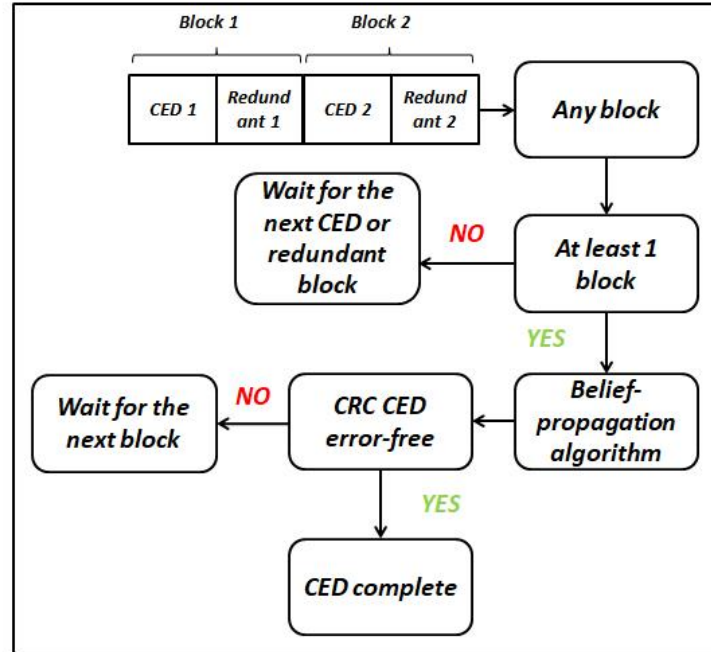 Block 1
Block 2
CED 1
Redund
ant 1
CED 2
Redund
ant 2
Any block
Wait for the
next CED or
redundant
block
NO
At least 1
block
YES
Wait for the
next block
NO
CRC CED
error-free
Belief-
propagation
algorithm
YES
CED complete